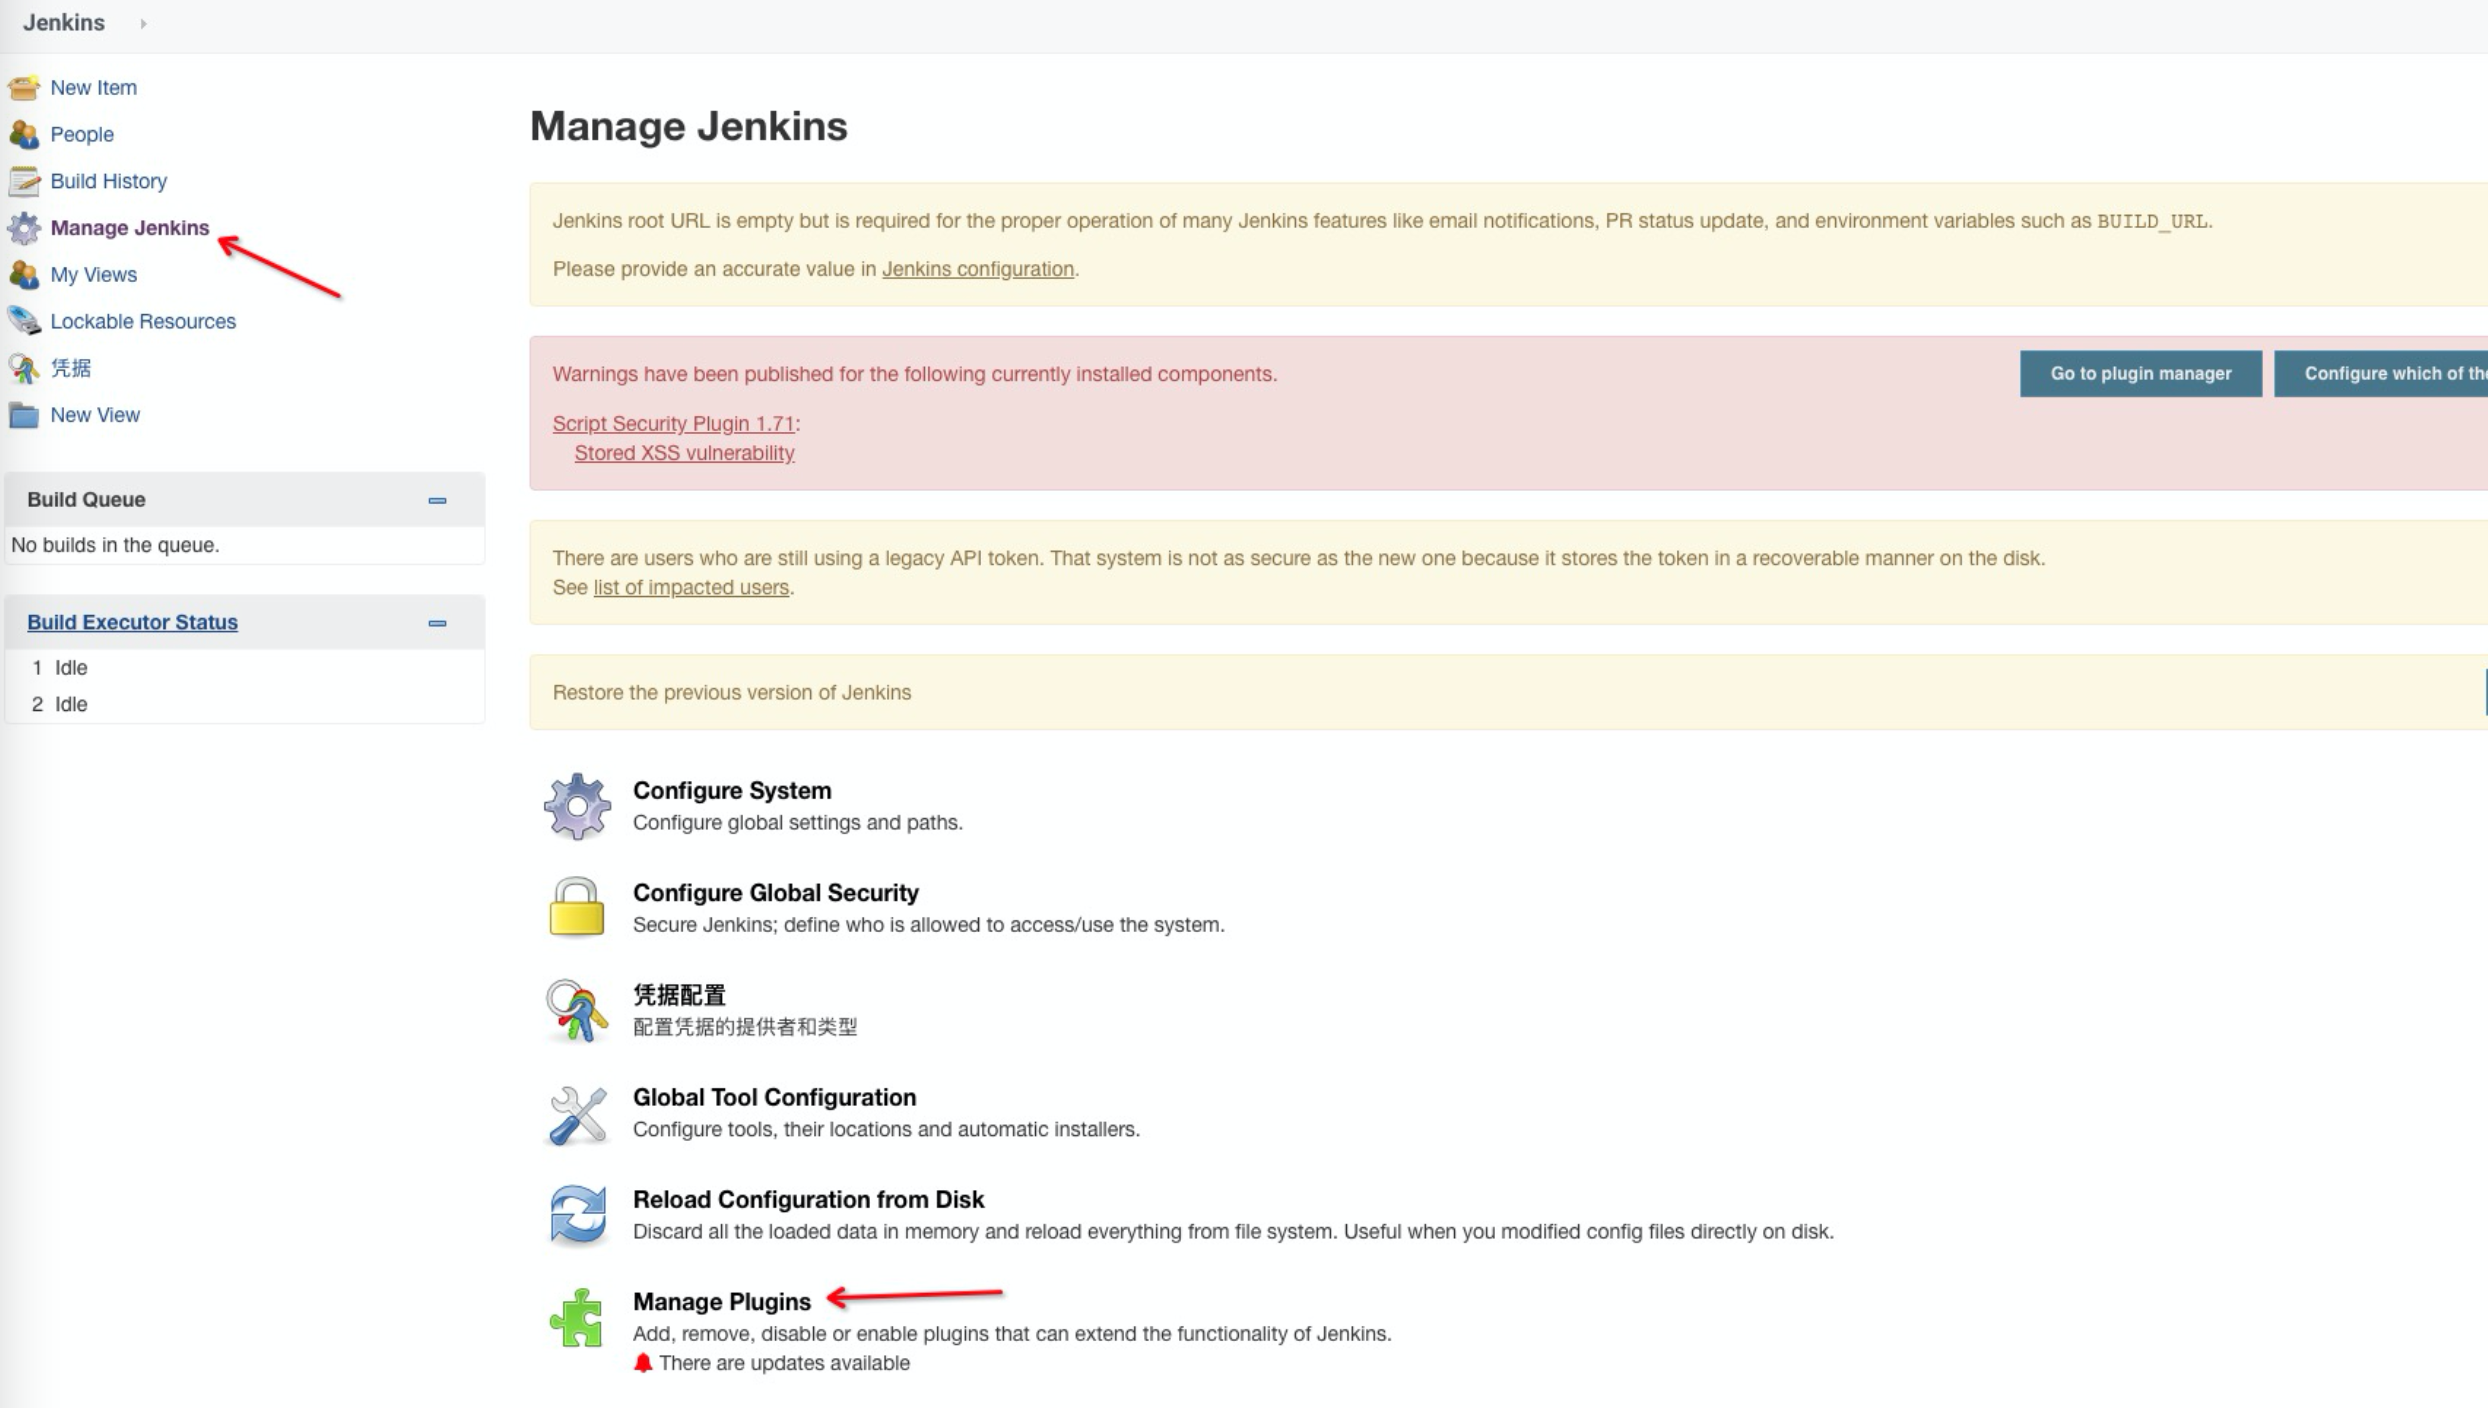 Jenkins
New Item
People
Build History
Manage Jenkins
My Views
Lockable Resources
凭据
New View
Build Queue
No builds in the queue.
Build Executor Status
1 Idle
2 Idle
Manage Jenkins
Jenkins root URL is empty but is required for the proper operation of many Jenkins features like email notifications, PR status update, and environment variables such as BUILD_URL.
Please provide an accurate value in Jenkins configuration.
Warnings have been published for the following currently installed components.
Go to plugin manager
Configure which of the
Script Security Plugin 1.71:
Stored XSS vulnerability
There are users who are still using a legacy API token. That system is not as secure as the new one because it stores the token in a recoverable manner on the disk.
See list of impacted users.
Restore the previous version of Jenkins
Configure System
Configure global settings and paths.
Configure Global Security
Secure Jenkins; define who is allowed to access/use the system.
凭据配置
配置凭据的提供者和类型
Global Tool Configuration
Configure tools, their locations and automatic installers.
Reload Configuration from Disk
Discard all the loaded data in memory and reload everything from file system. Useful when you modified config files directly on disk.
Manage Plugins
Add, remove, disable or enable plugins that can extend the functionality of Jenkins.
There are updates available